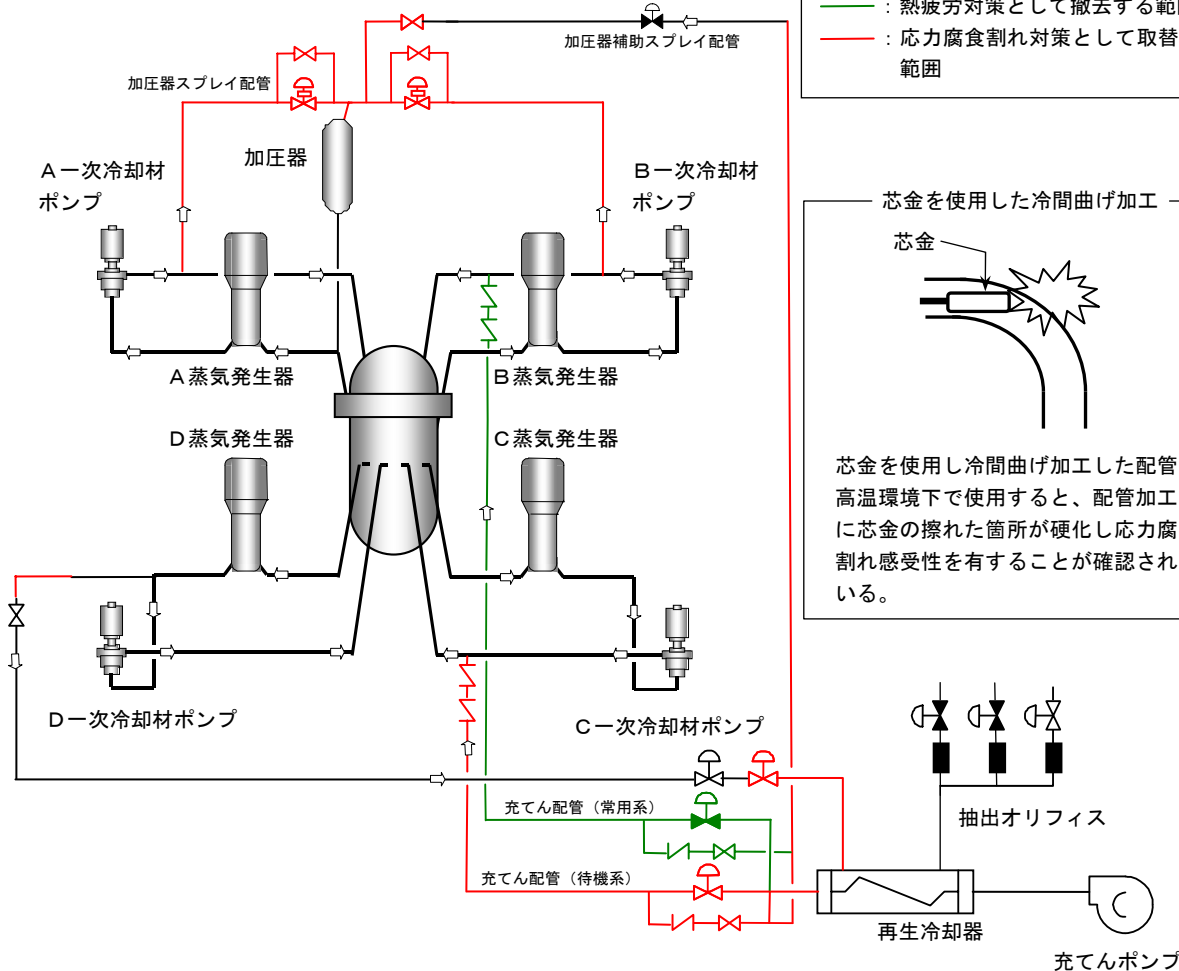 ：熱疲労対策として撤去する範
：応力腐食割れ対策として取替
範囲
加圧器補助スプレイ配管
加圧器スプレイ配管
加圧器
Ａ一次冷却材
ポンプ
Ｂ一次冷却材
ポンプ
芯金を使用した冷間曲げ加工
芯金
Ａ蒸気発生器
Ｂ蒸気発生器
Ｄ蒸気発生器
Ｃ蒸気発生器
芯金を使用し冷間曲げ加工した配管
高温環境下で使用すると、配管加工
に芯金の擦れた箇所が硬化し応力腐
割れ感受性を有することが確認され
いる。
Ｄ一次冷却材ポンプ
Ｃ一次冷却材ポンプ
充てん配管（常用系）
抽出オリフィス
充てん配管（待機系）
再生冷却器
充てんポンプ